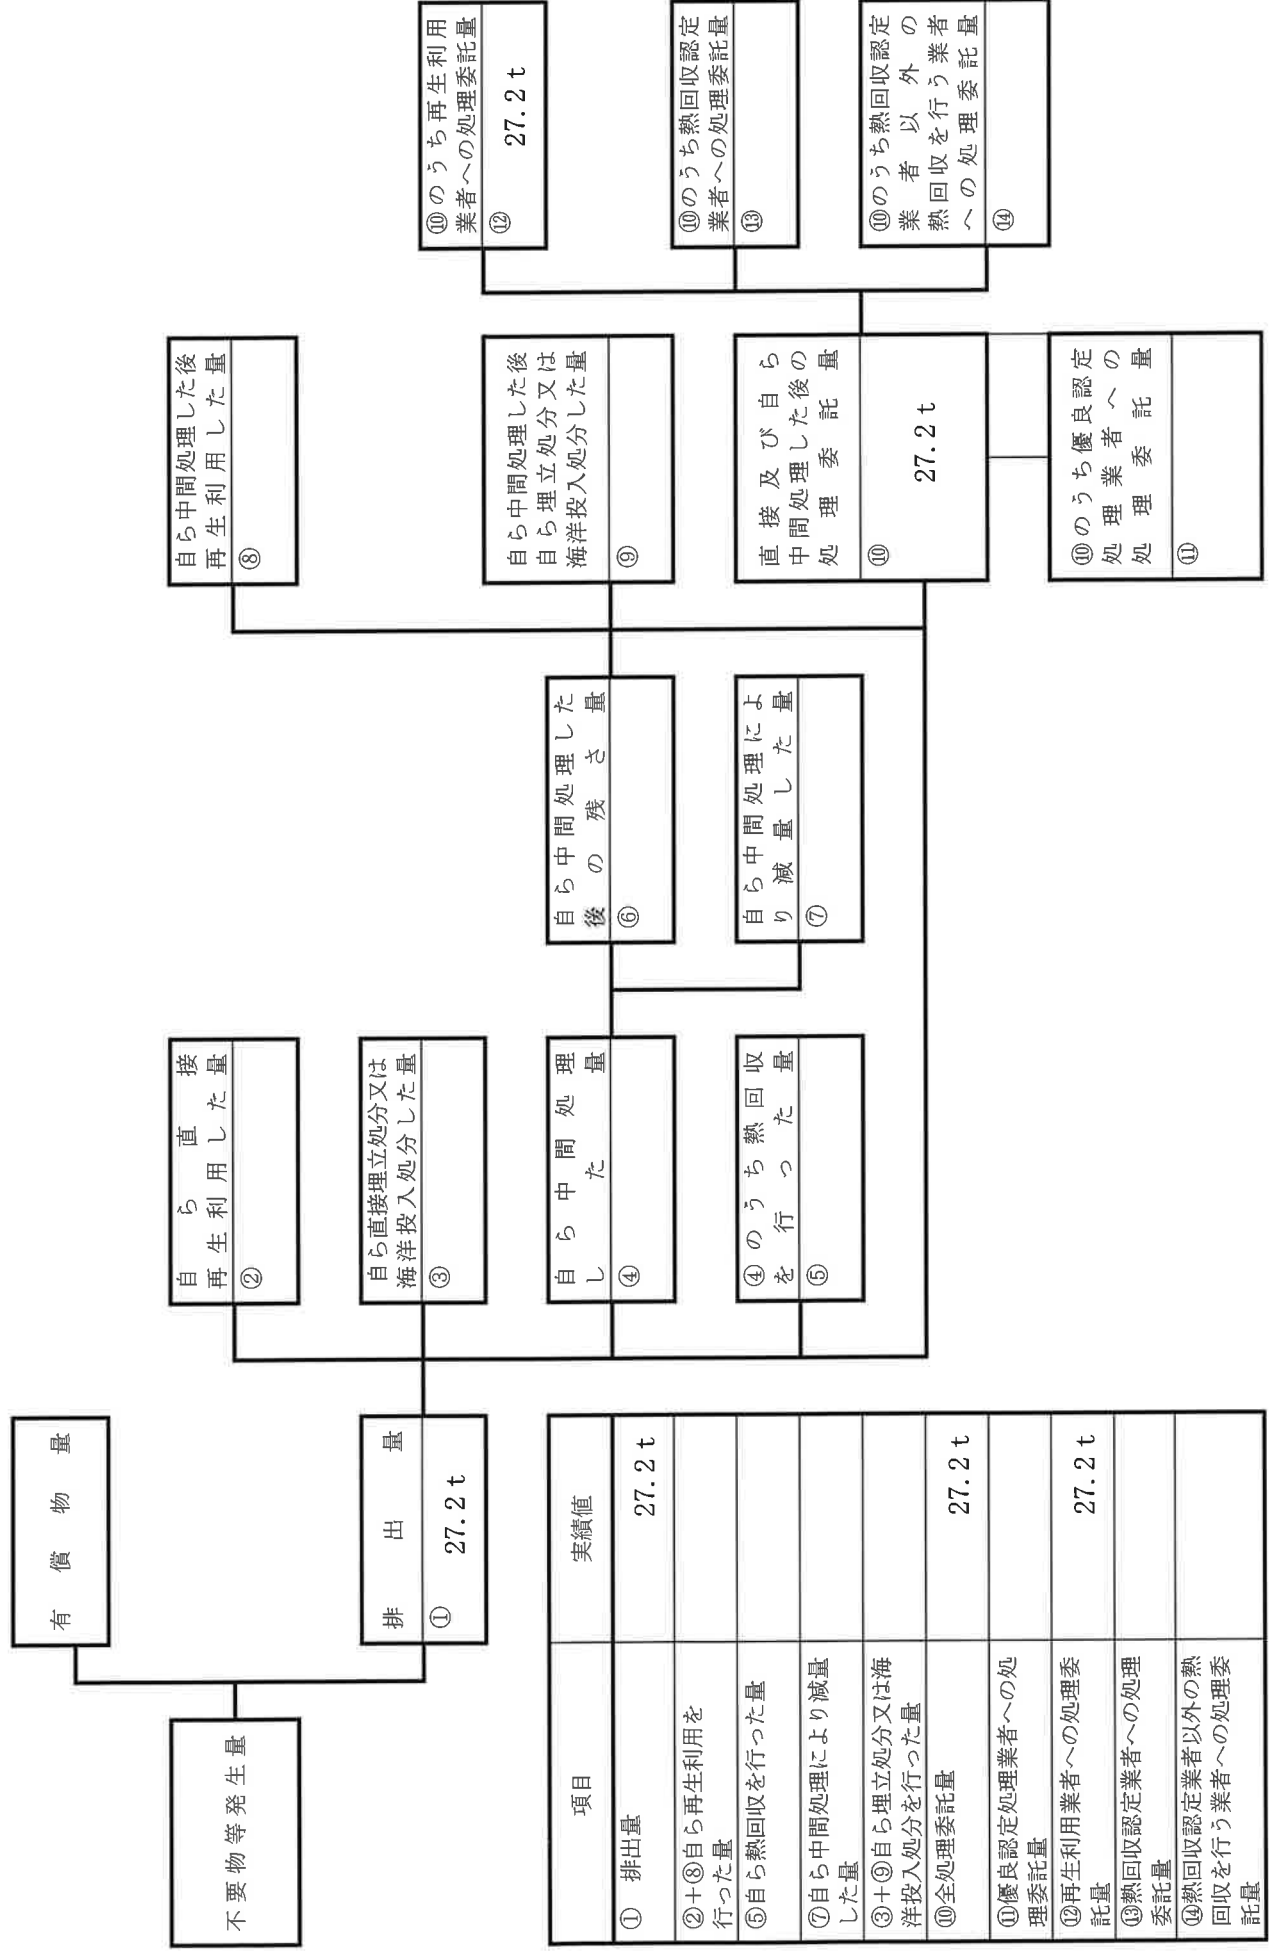 有償物量
不要物等発生量
排出量
①
27.2 t
自ら直接
再生利用した量
②
自ら直接埋立処分又は
海洋投入処分した量
③
自ら中間処理
した量
④
④のうち熱回収
を行った量
⑤
自ら中間処理した
後の残さ量
⑥
自ら中間処理によ
り減量した量
⑦
自ら中間処理した後
再生利用した量
⑧
自ら中間処理した後
自ら埋立処分又は
海洋投入処分した量
⑨
直接及び自ら
中間処理した後の
処理委託量
⑩
27.2 t
⑩のうち優良認定
処理業者への
処理委託量
⑪
⑩のうち再生利用
業者への処理委託量
⑫
27.2 t
⑩のうち熱回収認定
業者への処理委託量
⑬
⑩のうち熱回収認定
業者以外の
熱回収を行う業者
への処理委託量
⑭
項目 実績値
① 排出量 27.2 t
②+⑧自ら再生利用を
行った量
⑤自ら熱回収を行った量
⑦自ら中間処理により減量
した量
③+⑨自ら埋立処分又は海
洋投入処分を行った量
⑩全処理委託量 27.2 t
⑪優良認定処理業者への処
理委託量
⑫再生利用業者への処理委
託量 27.2 t
⑬熱回収認定業者への処理
委託量
⑭熱回収認定業者以外の熱
回収を行う業者への処理委
託量